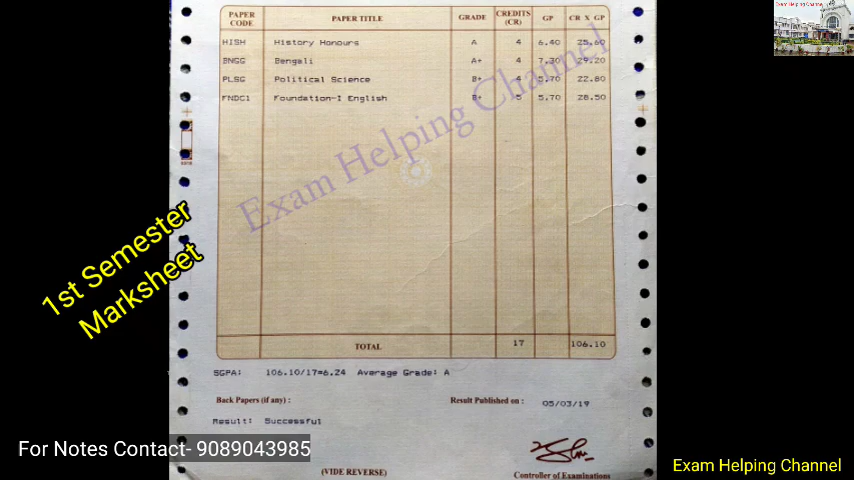 Exam Helping Channel
PAPER CODE PAPER TITLE GRADE CREDITS (CR) GP CR X GP
HISH History Honours A 4 6.40 25.60
BNGG Bengali A+ 4 7.30 29.20
PLSG Political Science B+ 4 5.70 22.80
FNDC1 Foundation-I English B+ 5 5.70 28.50
Exam Helping Channel
1st Semester
Marksheet
TOTAL 17 106.10
SGPA: 106.10/17=6.24 Average Grade: A
Back Papers (if any) : Result Published on : 05/03/19
Result: Successful
For Notes Contact- 9089043985
(VIDE REVERSE) Controller of Examinations
Exam Helping Channel